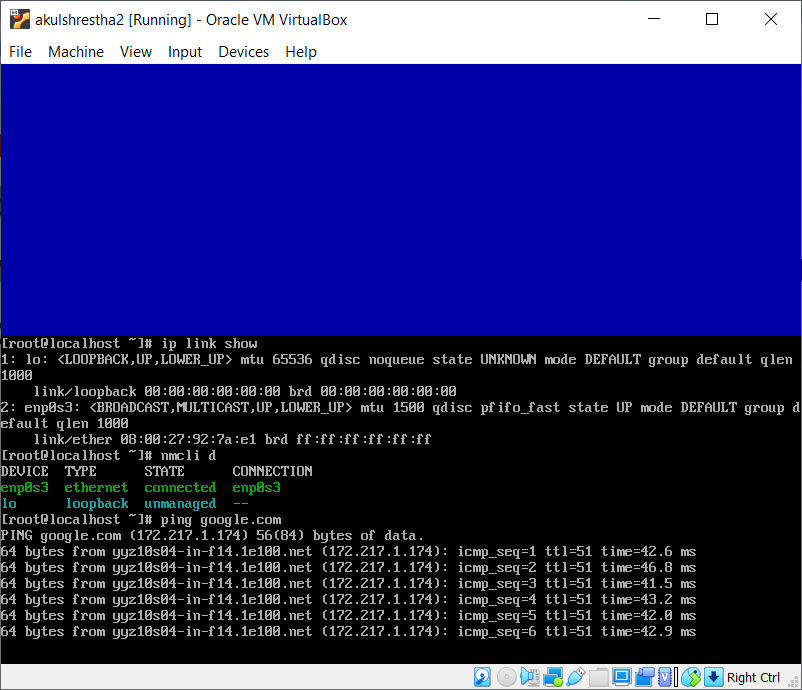 akulshrestha2 [Running] - Oracle VM VirtualBox
File Machine View Input Devices Help
[root@localhost ~]# ip link show
1: lo: <LOOPBACK,UP,LOWER_UP> mtu 65536 qdisc noqueue state UNKNOWN mode DEFAULT group default qlen
1000
    link/loopback 00:00:00:00:00:00 brd 00:00:00:00:00:00
2: enp0s3: <BROADCAST,MULTICAST,UP,LOWER_UP> mtu 1500 qdisc pfifo_fast state UP mode DEFAULT group d
efault qlen 1000
    link/ether 08:00:27:92:7a:e1 brd ff:ff:ff:ff:ff:ff
[root@localhost ~]# nmcli d
DEVICE  TYPE      STATE      CONNECTION
enp0s3  ethernet  connected  enp0s3
lo      loopback  unmanaged  --
[root@localhost ~]# ping google.com
PING google.com (172.217.1.174) 56(84) bytes of data.
64 bytes from yyz10s04-in-f14.1e100.net (172.217.1.174): icmp_seq=1 ttl=51 time=42.6 ms
64 bytes from yyz10s04-in-f14.1e100.net (172.217.1.174): icmp_seq=2 ttl=51 time=46.8 ms
64 bytes from yyz10s04-in-f14.1e100.net (172.217.1.174): icmp_seq=3 ttl=51 time=41.5 ms
64 bytes from yyz10s04-in-f14.1e100.net (172.217.1.174): icmp_seq=4 ttl=51 time=43.2 ms
64 bytes from yyz10s04-in-f14.1e100.net (172.217.1.174): icmp_seq=5 ttl=51 time=42.0 ms
64 bytes from yyz10s04-in-f14.1e100.net (172.217.1.174): icmp_seq=6 ttl=51 time=42.9 ms
Right Ctrl